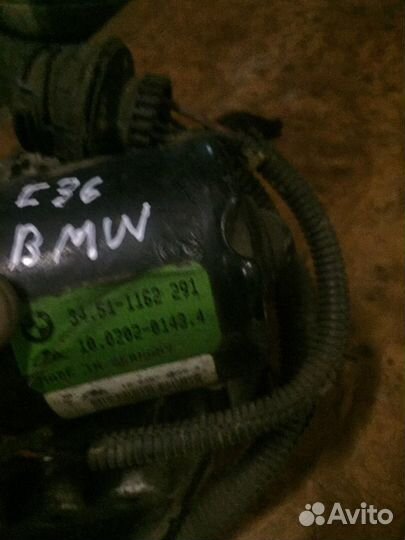 E36
BMW
34.51-1162 291
10.0202-0143.4
MADE IN GERMANY
Avito